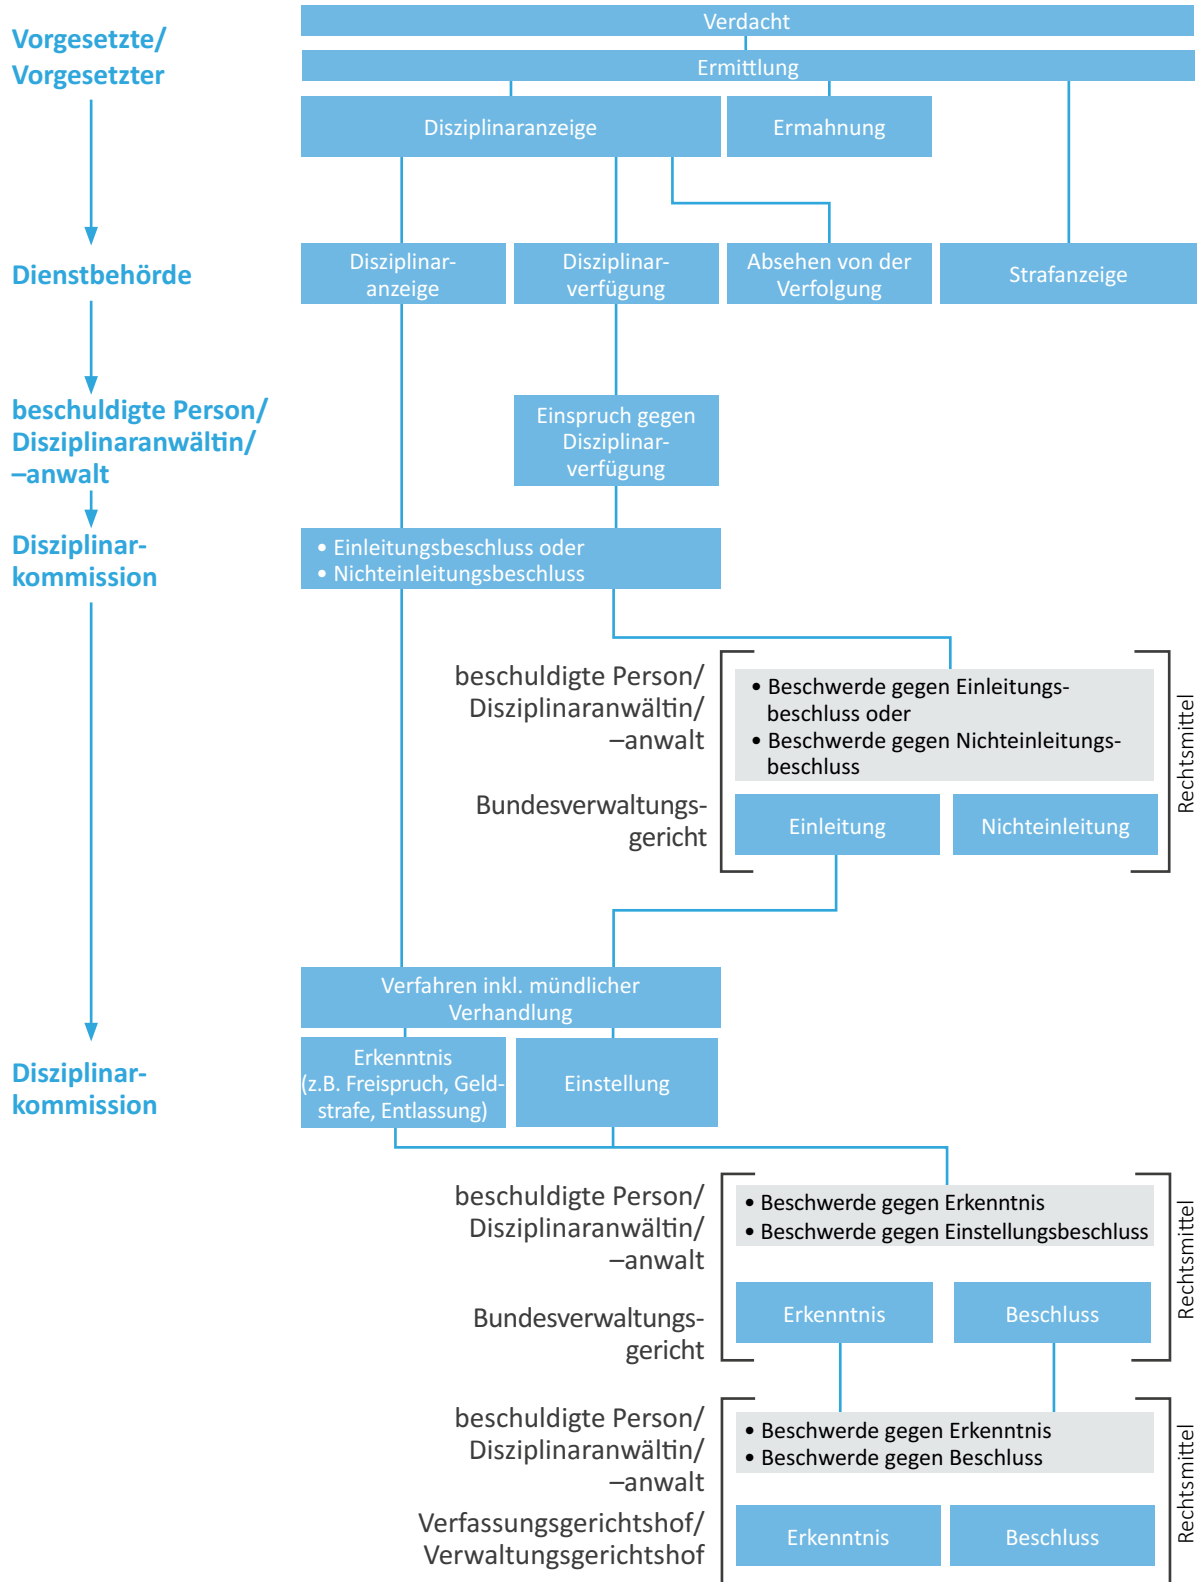 Vorgesetzte/
Vorgesetzter
Verdacht
Ermittlung
Disziplinaranzeige
Ermahnung
Dienstbehörde
Disziplinar-
anzeige
Disziplinar-
verfügung
Absehen von der
Verfolgung
Strafanzeige
beschuldigte Person/
Disziplinaranwältin/
–anwalt
Einspruch gegen
Disziplinar-
verfügung
Disziplinar-
kommission
• Einleitungsbeschluss oder
• Nichteinleitungsbeschluss
beschuldigte Person/
Disziplinaranwältin/
–anwalt
• Beschwerde gegen Einleitungs-
beschluss oder
• Beschwerde gegen Nichteinleitungs-
beschluss
Rechtsmittel
Bundesverwaltungs-
gericht
Einleitung
Nichteinleitung
Verfahren inkl. mündlicher
Verhandlung
Disziplinar-
kommission
Erkenntnis
(z.B. Freispruch, Geld-
strafe, Entlassung)
Einstellung
beschuldigte Person/
Disziplinaranwältin/
–anwalt
• Beschwerde gegen Erkenntnis
• Beschwerde gegen Einstellungsbeschluss
Rechtsmittel
Bundesverwaltungs-
gericht
Erkenntnis
Beschluss
beschuldigte Person/
Disziplinaranwältin/
–anwalt
• Beschwerde gegen Erkenntnis
• Beschwerde gegen Beschluss
Rechtsmittel
Verfassungsgerichtshof/
Verwaltungsgerichtshof
Erkenntnis
Beschluss